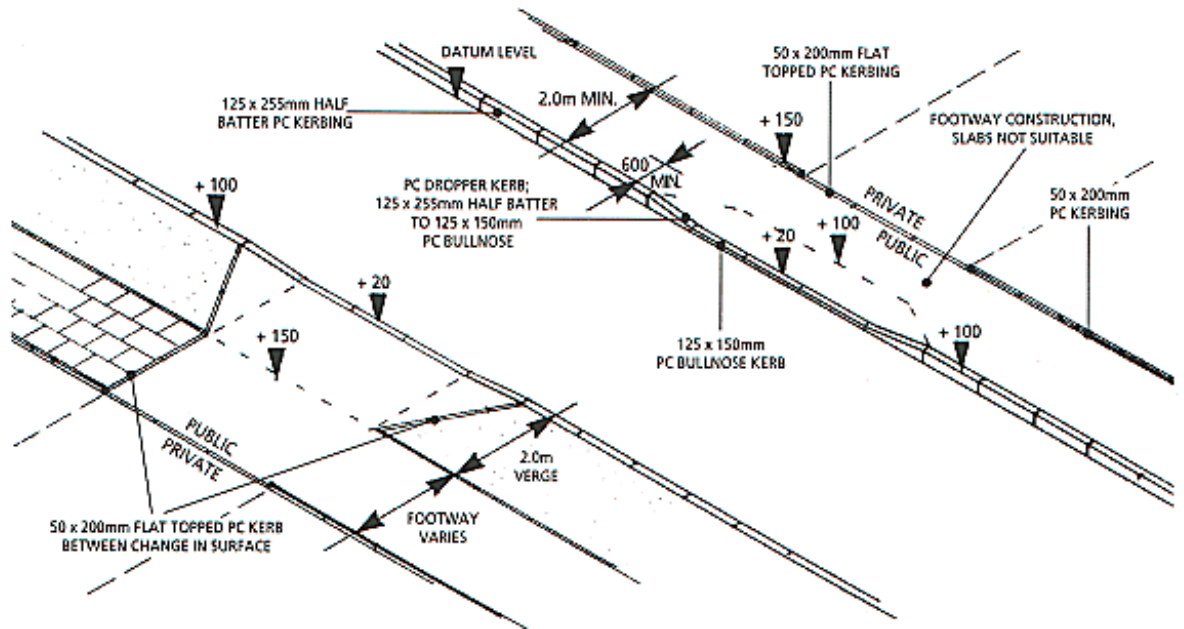 DATUM LEVEL
50 x 200mm FLAT
TOPPED PC KERBING
125 x 255mm HALF
BATTER PC KERBING
2.0m MIN.
+ 150
FOOTWAY CONSTRUCTION,
SLABS NOT SUITABLE
600
MIN.
PC DROPPER KERB;
125 x 255mm HALF BATTER
TO 125 x 150mm
PC BULLNOSE
PRIVATE
PUBLIC
50 x 200mm
PC KERBING
+ 100
+ 100
+ 20
+ 20
+ 150
125 x 150mm
PC BULLNOSE KERB
+ 100
PUBLIC
PRIVATE
2.0m
VERGE
FOOTWAY
VARIES
50 x 200mm FLAT TOPPED PC KERB
BETWEEN CHANGE IN SURFACE